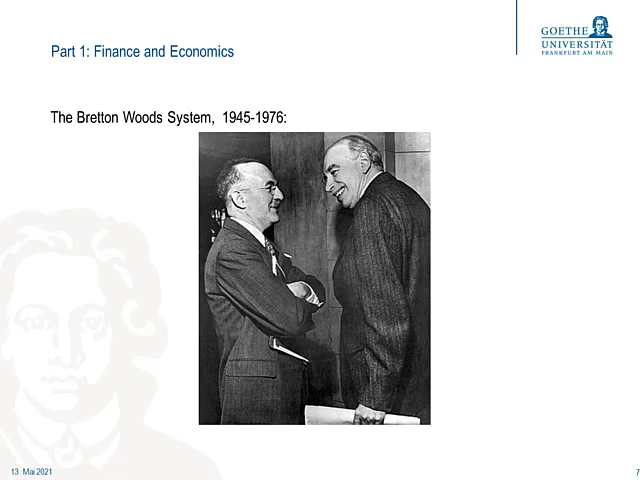 GOETHE
UNIVERSITÄT
FRANKFURT AM MAIN
Part 1: Finance and Economics
The Bretton Woods System, 1945-1976:
13. Mai 2021
7